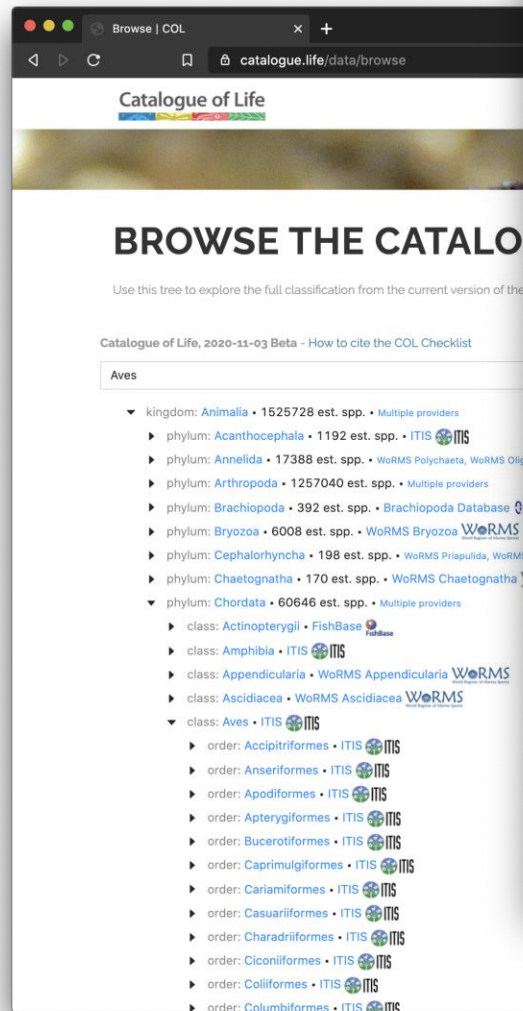 Browse | COL
catalogue.life/data/browse
Catalogue of Life
BROWSE THE CATALO
Use this tree to explore the full classification from the current version of the
Catalogue of Life, 2020-11-03 Beta - How to cite the COL Checklist
Aves
kingdom: Animalia • 1525728 est. spp. • Multiple providers
phylum: Acanthocephala • 1192 est. spp. • ITIS ITIS
phylum: Annelida • 17388 est. spp. • WoRMS Polychaeta, WoRMS Olig
phylum: Arthropoda • 1257040 est. spp. • Multiple providers
phylum: Brachiopoda • 392 est. spp. • Brachiopoda Database
phylum: Bryozoa • 6008 est. spp. • WoRMS Bryozoa WoRMS
phylum: Cephalorhyncha • 198 est. spp. • WoRMS Priapulida, WoRMS
phylum: Chaetognatha • 170 est. spp. • WoRMS Chaetognatha
phylum: Chordata • 60646 est. spp. • Multiple providers
class: Actinopterygii • FishBase FishBase
class: Amphibia • ITIS ITIS
class: Appendicularia • WoRMS Appendicularia WoRMS
class: Ascidiacea • WoRMS Ascidiacea WoRMS
class: Aves • ITIS ITIS
order: Accipitriformes • ITIS ITIS
order: Anseriformes • ITIS ITIS
order: Apodiformes • ITIS ITIS
order: Apterygiformes • ITIS ITIS
order: Bucerotiformes • ITIS ITIS
order: Caprimulgiformes • ITIS ITIS
order: Cariamiformes • ITIS ITIS
order: Casuariiformes • ITIS ITIS
order: Charadriiformes • ITIS ITIS
order: Ciconiiformes • ITIS ITIS
order: Coliiformes • ITIS ITIS
order: Columbiformes • ITIS ITIS